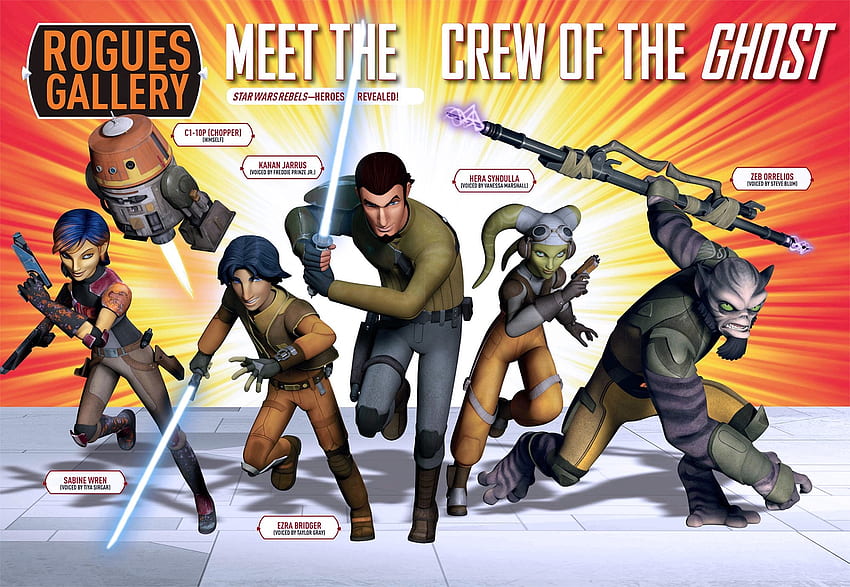 ROGUES
GALLERY
MEET THE CREW OF THE GHOST
STAR WARS REBELS—HEROES REVEALED!
C1-10P (CHOPPER)
(HIMSELF)
KANAN JARRUS
(VOICED BY FREDDIE PRINZE JR.)
HERA SYNDULLA
(VOICED BY VANESSA MARSHALL)
ZEB ORRELIOS
(VOICED BY STEVE BLUM)
SABINE WREN
(VOICED BY TIYA SIRCAR)
EZRA BRIDGER
(VOICED BY TAYLOR GRAY)